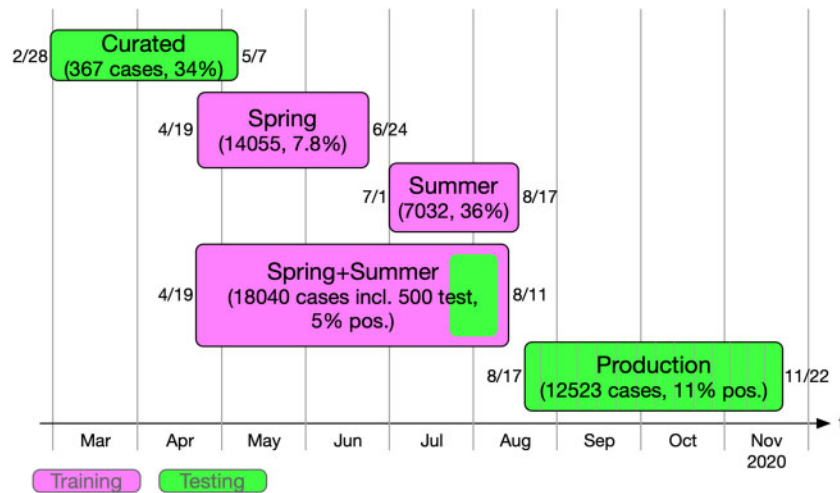 Curated
2/28 (367 cases, 34%) 5/7
Spring
4/19 (14055, 7.8%) 6/24
Summer
7/1 (7032, 36%) 8/17
Spring+Summer
4/19 (18040 cases incl. 500 test, 8/11
5% pos.)
Production
8/17 (12523 cases, 11% pos.) 11/22
Mar Apr May Jun Jul Aug Sep Oct Nov
2020
Training Testing